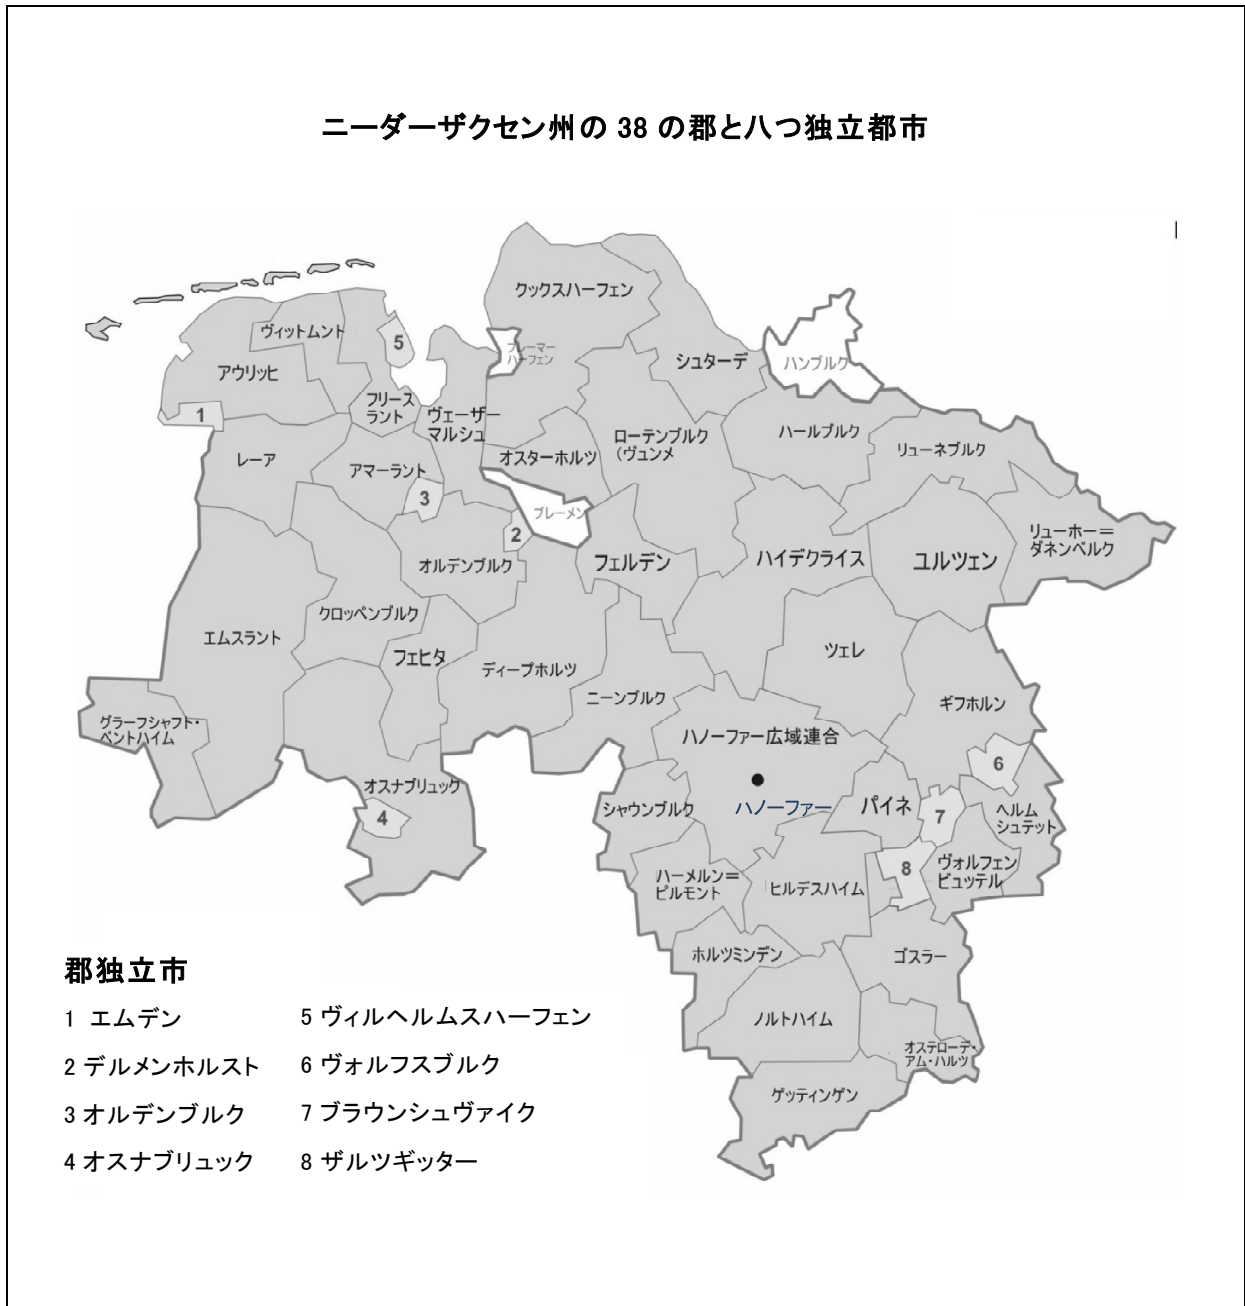 ニーダーザクセン州の 38 の郡と八つ独立都市
クックスハーフェン
ヴィットムント
5
ブレーマー
ハーフェン
シュターデ
ハンブルク
アウリッヒ
フリース
ラント
ヴェーザー
マルシュ
1
ローテンブルク
(ヴュンメ
ハールブルク
リューネブルク
レーア
アマーラント
オスターホルツ
3
ブレーメン
2
リューホー＝
ダネンベルク
オルデンブルク
フェルデン
ハイデクライス
ユルツェン
クロッペンブルク
エムスラント
フェヒタ
ディープホルツ
ツェレ
ニーンブルク
ギフホルン
グラーフシャフト・
ベントハイム
ハノーファー広域連合
6
オスナブリュック
4
シャウンブルク
ハノーファー
パイネ
7
ヘルム
シュテット
ハーメルン＝
ピルモント
ヒルデスハイム
8
ヴォルフェン
ビュッテル
ホルツミンデン
ゴスラー
ノルトハイム
オステローデ・
アム・ハルツ
ゲッティンゲン
郡独立市
1 エムデン
2 デルメンホルスト
3 オルデンブルク
4 オスナブリュック
5 ヴィルヘルムスハーフェン
6 ヴォルフスブルク
7 ブラウンシュヴァイク
8 ザルツギッター